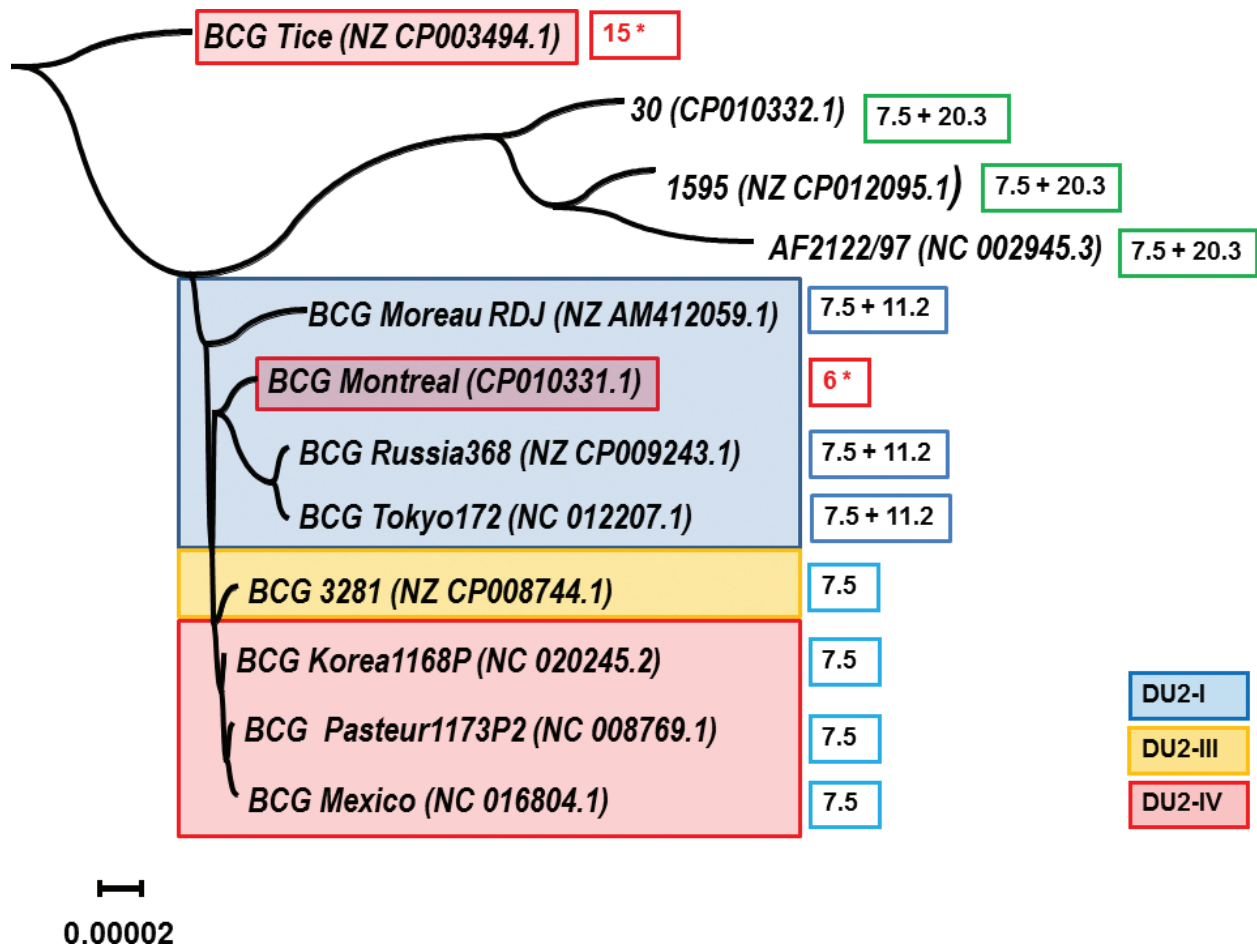 BCG Tice (NZ CP003494.1) 15 *
30 (CP010332.1) 7.5 + 20.3
1595 (NZ CP012095.1) 7.5 + 20.3
AF2122/97 (NC 002945.3) 7.5 + 20.3
BCG Moreau RDJ (NZ AM412059.1) 7.5 + 11.2
BCG Montreal (CP010331.1) 6 *
BCG Russia368 (NZ CP009243.1) 7.5 + 11.2
BCG Tokyo172 (NC 012207.1) 7.5 + 11.2
BCG 3281 (NZ CP008744.1) 7.5
BCG Korea1168P (NC 020245.2) 7.5
BCG Pasteur1173P2 (NC 008769.1) 7.5
BCG Mexico (NC 016804.1) 7.5
DU2-I
DU2-III
DU2-IV
0.00002